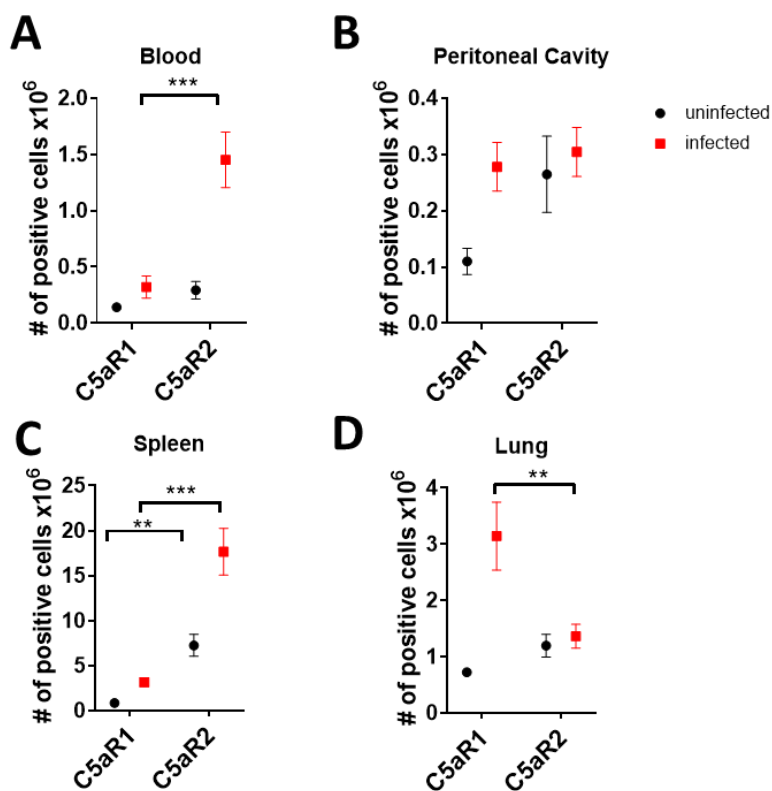 A
Blood
# of positive cells x10⁶
2.0
1.5
1.0
0.5
0.0
***
C5aR1
C5aR2
B
Peritoneal Cavity
# of positive cells x10⁶
0.4
0.3
0.2
0.1
0.0
C5aR1
C5aR2
uninfected
infected
C
Spleen
# of positive cells x10⁶
25
20
15
10
5
0
***
**
C5aR1
C5aR2
D
Lung
# of positive cells x10⁶
4
3
2
1
0
**
C5aR1
C5aR2